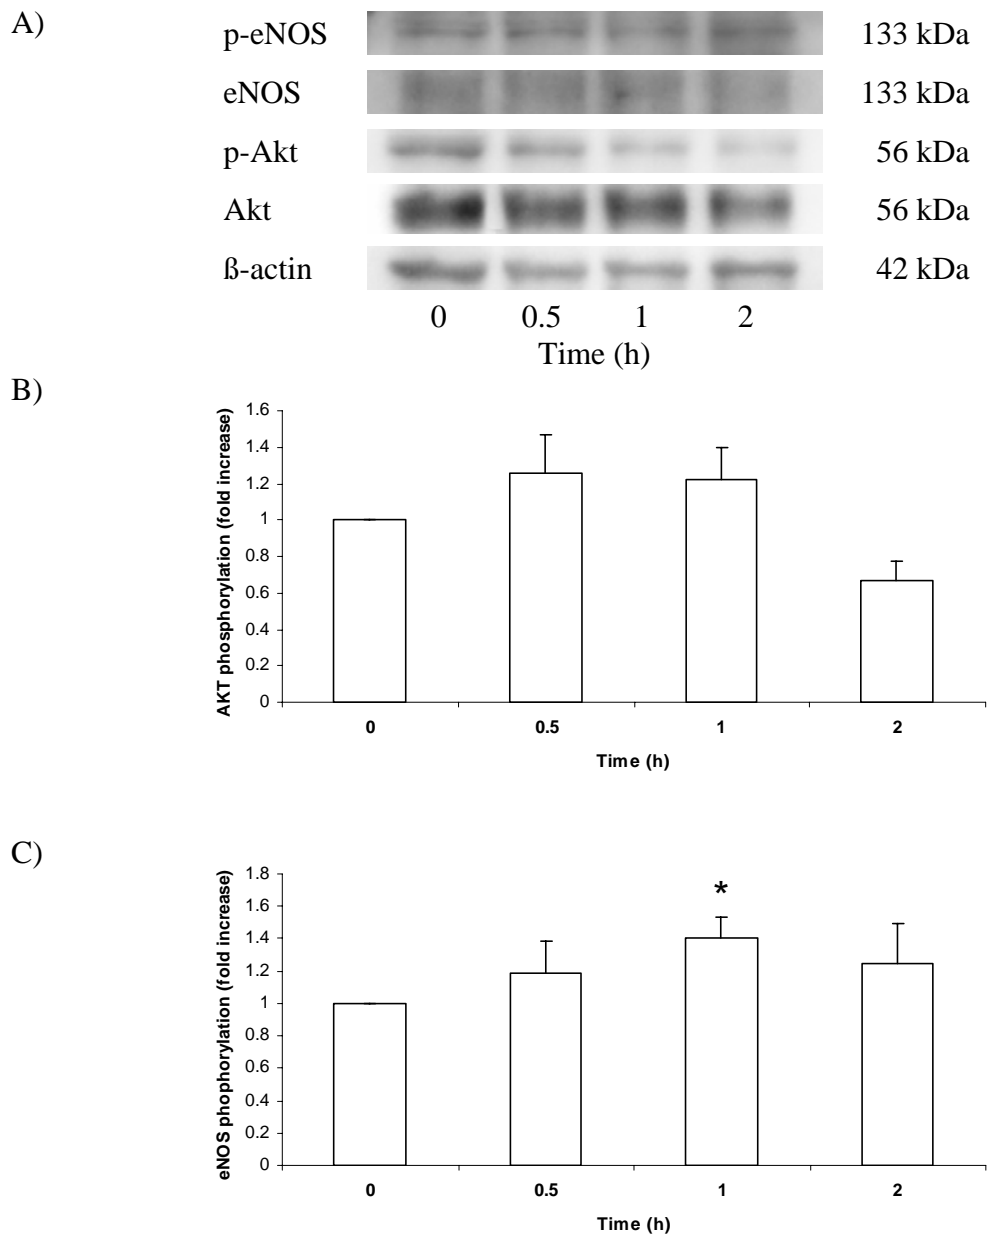 A)
p-eNOS 133 kDa
eNOS 133 kDa
p-Akt 56 kDa
Akt 56 kDa
ß-actin 42 kDa
0 0.5 1 2
Time (h)
B)
AKT phosphorylation (fold increase)
1.6
1.4
1.2
1
0.8
0.6
0.4
0.2
0
0 0.5 1 2
Time (h)
C)
eNOS phophorylation (fold increase)
1.8
1.6
1.4
1.2
1
0.8
0.6
0.4
0.2
0
*
0 0.5 1 2
Time (h)